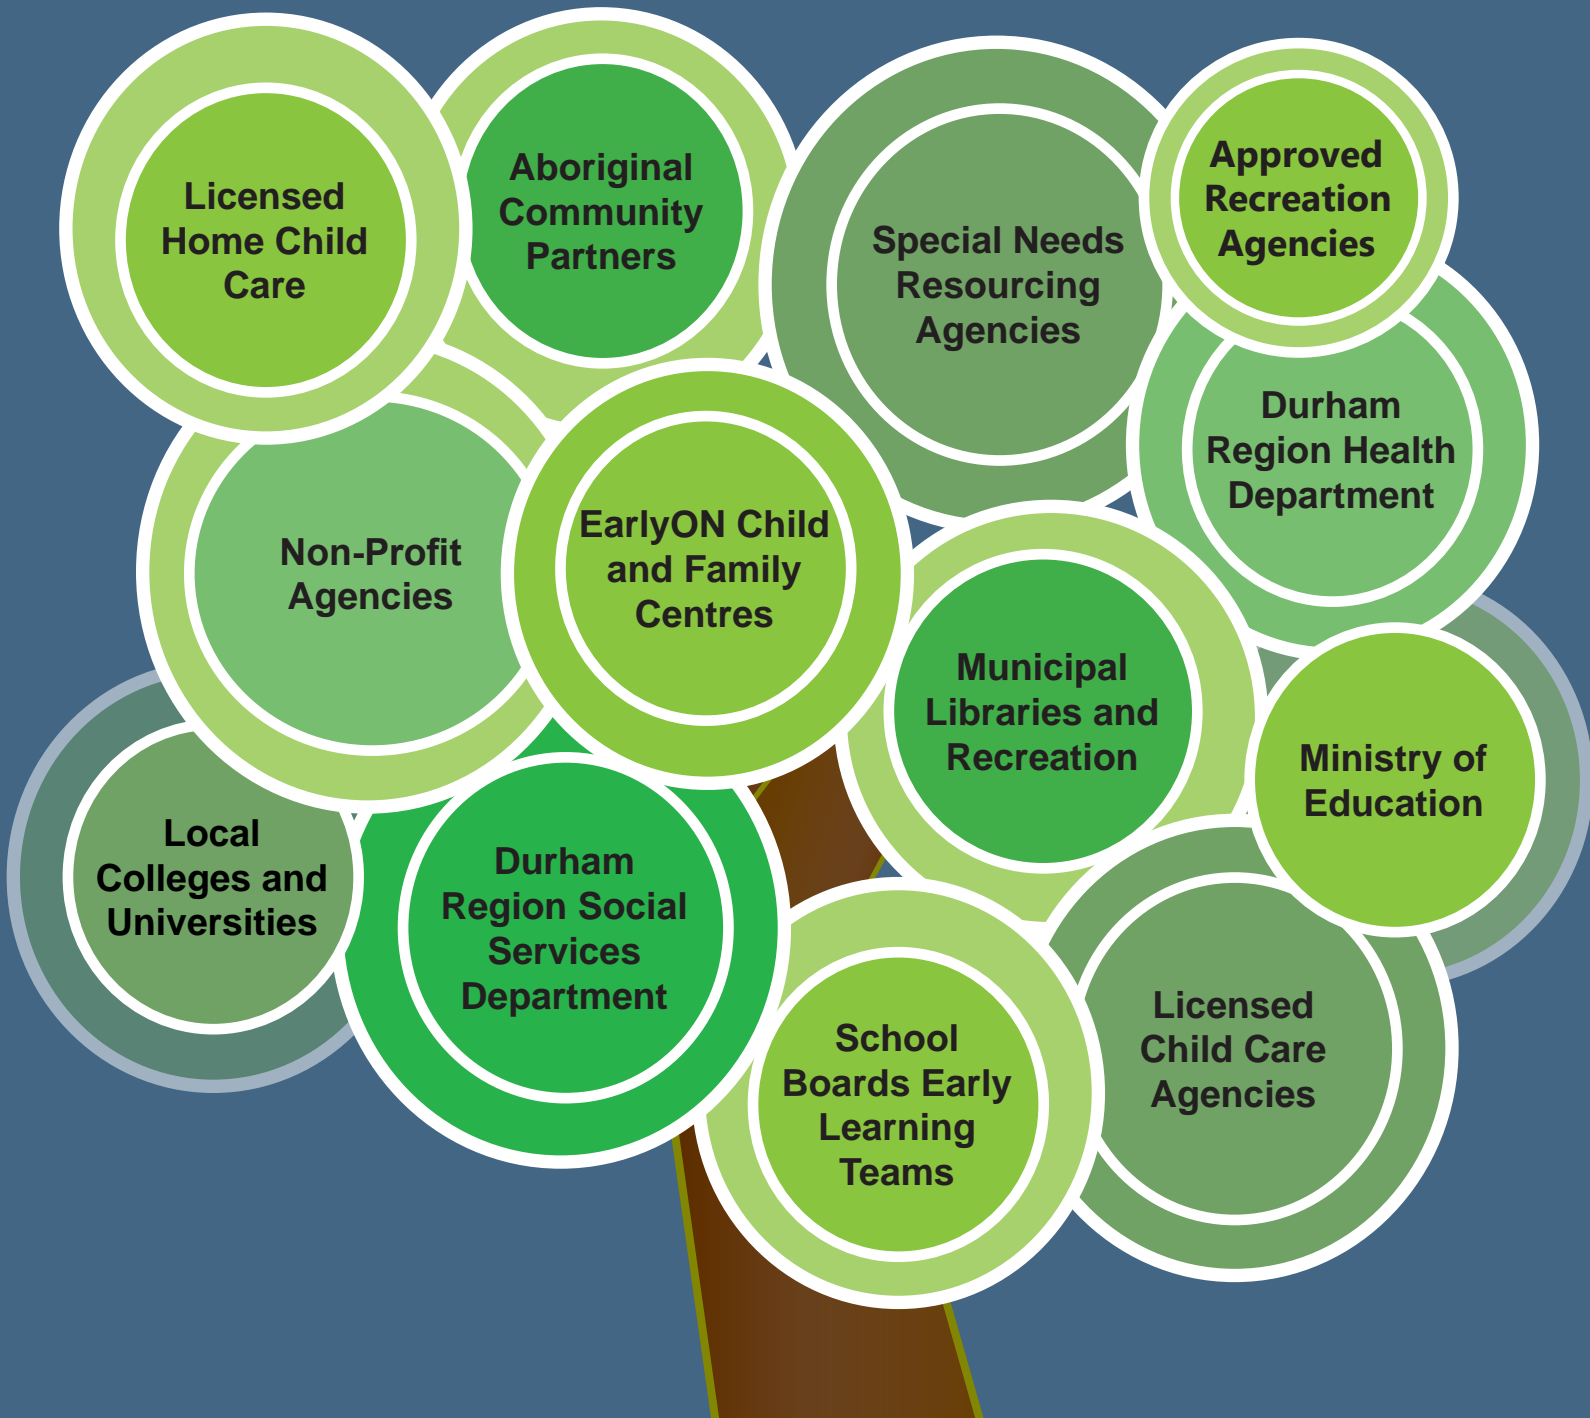 Licensed
Home Child
Care
Aboriginal
Community
Partners
Special Needs
Resourcing
Agencies
Approved
Recreation
Agencies
Durham
Region Health
Department
Non-Profit
Agencies
EarlyON Child
and Family
Centres
Municipal
Libraries and
Recreation
Ministry of
Education
Local
Colleges and
Universities
Durham
Region Social
Services
Department
School
Boards Early
Learning
Teams
Licensed
Child Care
Agencies